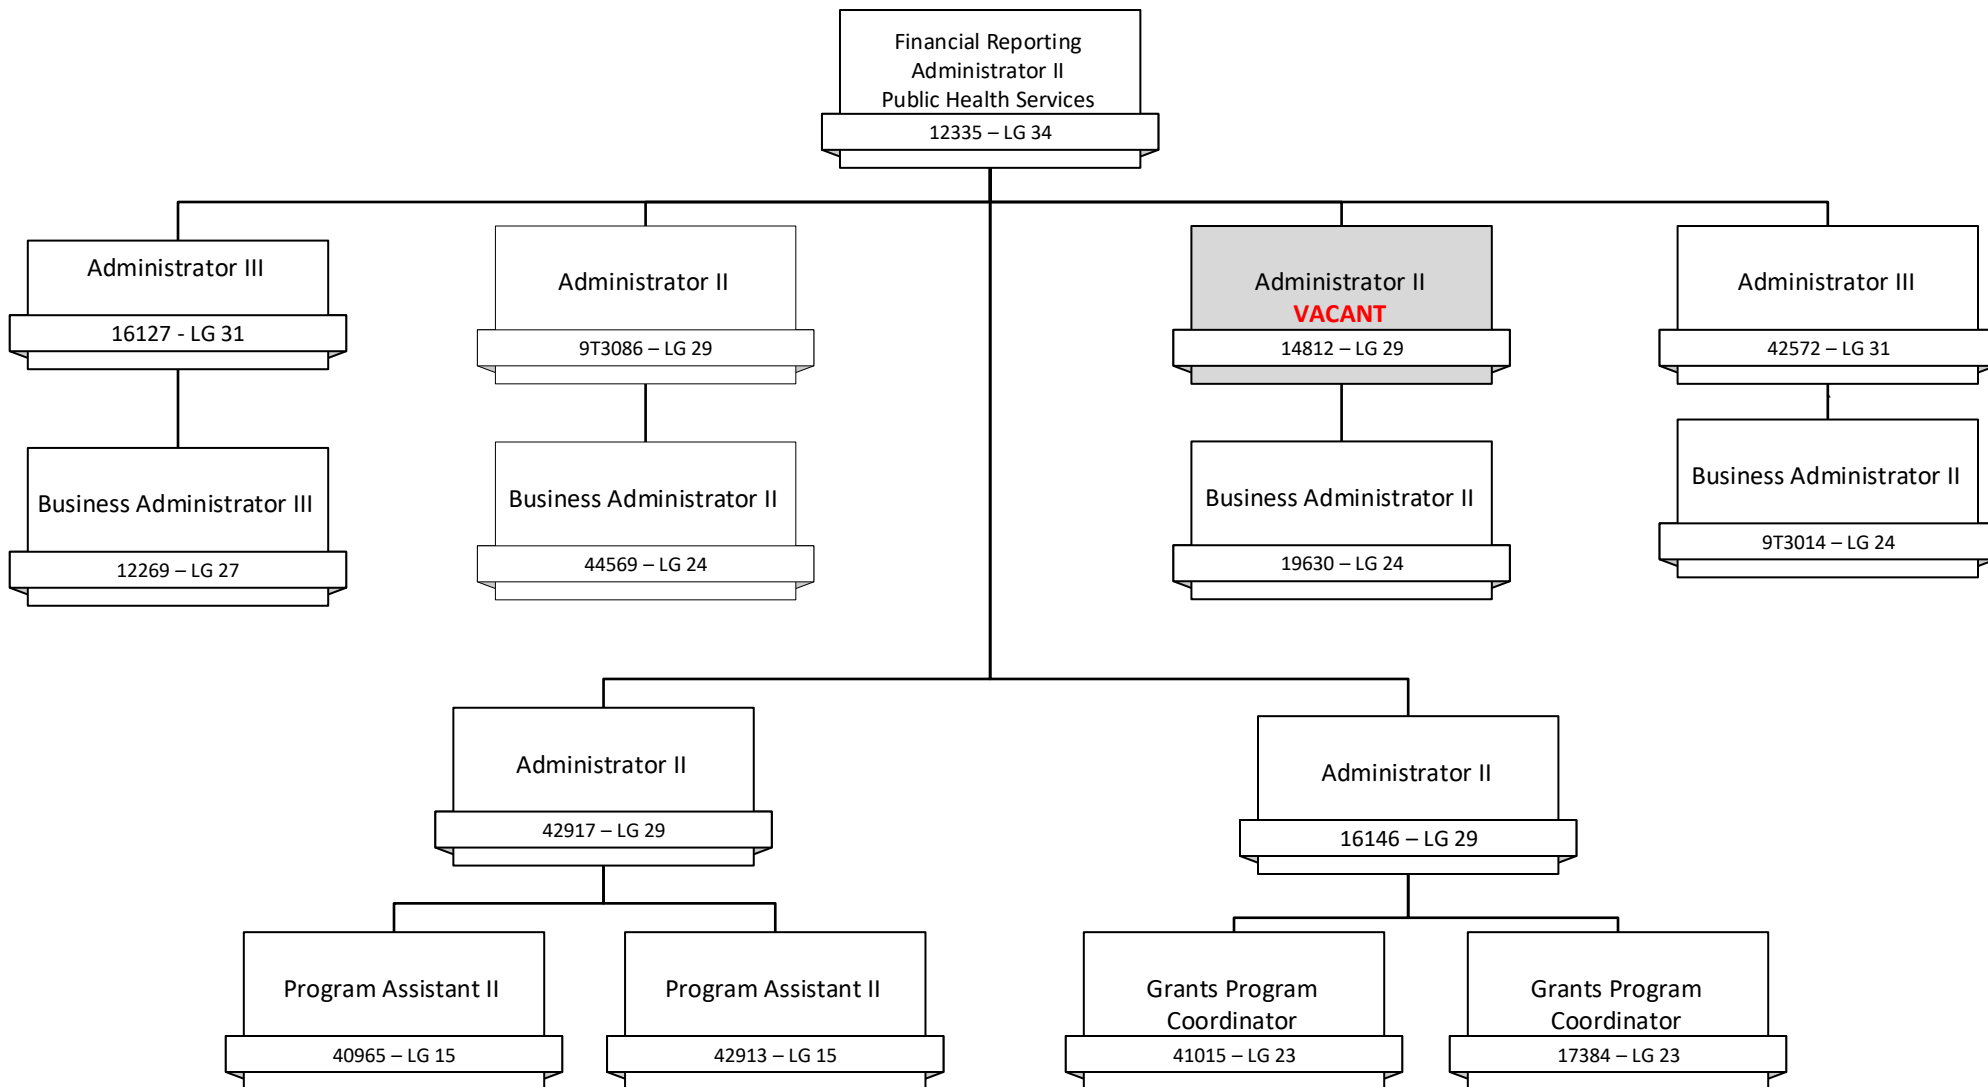 Financial Reporting
Administrator II
Public Health Services
12335 – LG 34
Administrator III
16127 - LG 31
Administrator II
9T3086 – LG 29
Administrator II
VACANT
14812 – LG 29
Administrator III
42572 – LG 31
Business Administrator III
12269 – LG 27
Business Administrator II
44569 – LG 24
Business Administrator II
19630 – LG 24
Business Administrator II
9T3014 – LG 24
Administrator II
42917 – LG 29
Administrator II
16146 – LG 29
Program Assistant II
40965 – LG 15
Program Assistant II
42913 – LG 15
Grants Program
Coordinator
41015 – LG 23
Grants Program
Coordinator
17384 – LG 23